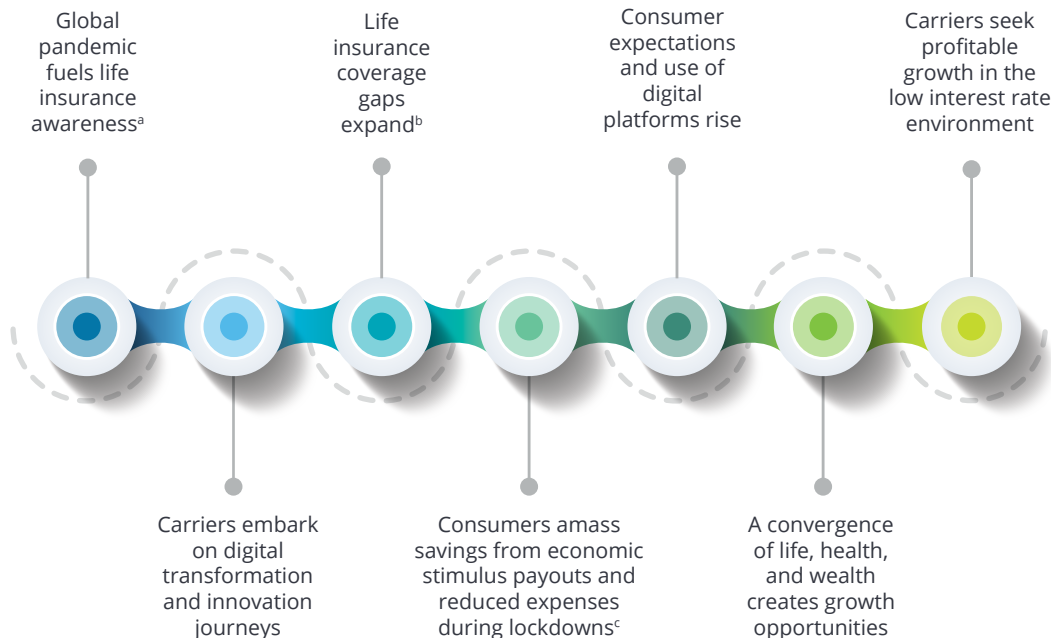 Global
pandemic
fuels life
insurance
awarenessᵃ
Life
insurance
coverage
gaps
expandᵇ
Consumer
expectations
and use of
digital
platforms rise
Carriers seek
profitable
growth in the
low interest rate
environment
Carriers embark
on digital
transformation
and innovation
journeys
Consumers amass
savings from economic
stimulus payouts and
reduced expenses
during lockdownsᶜ
A convergence
of life, health,
and wealth
creates growth
opportunities